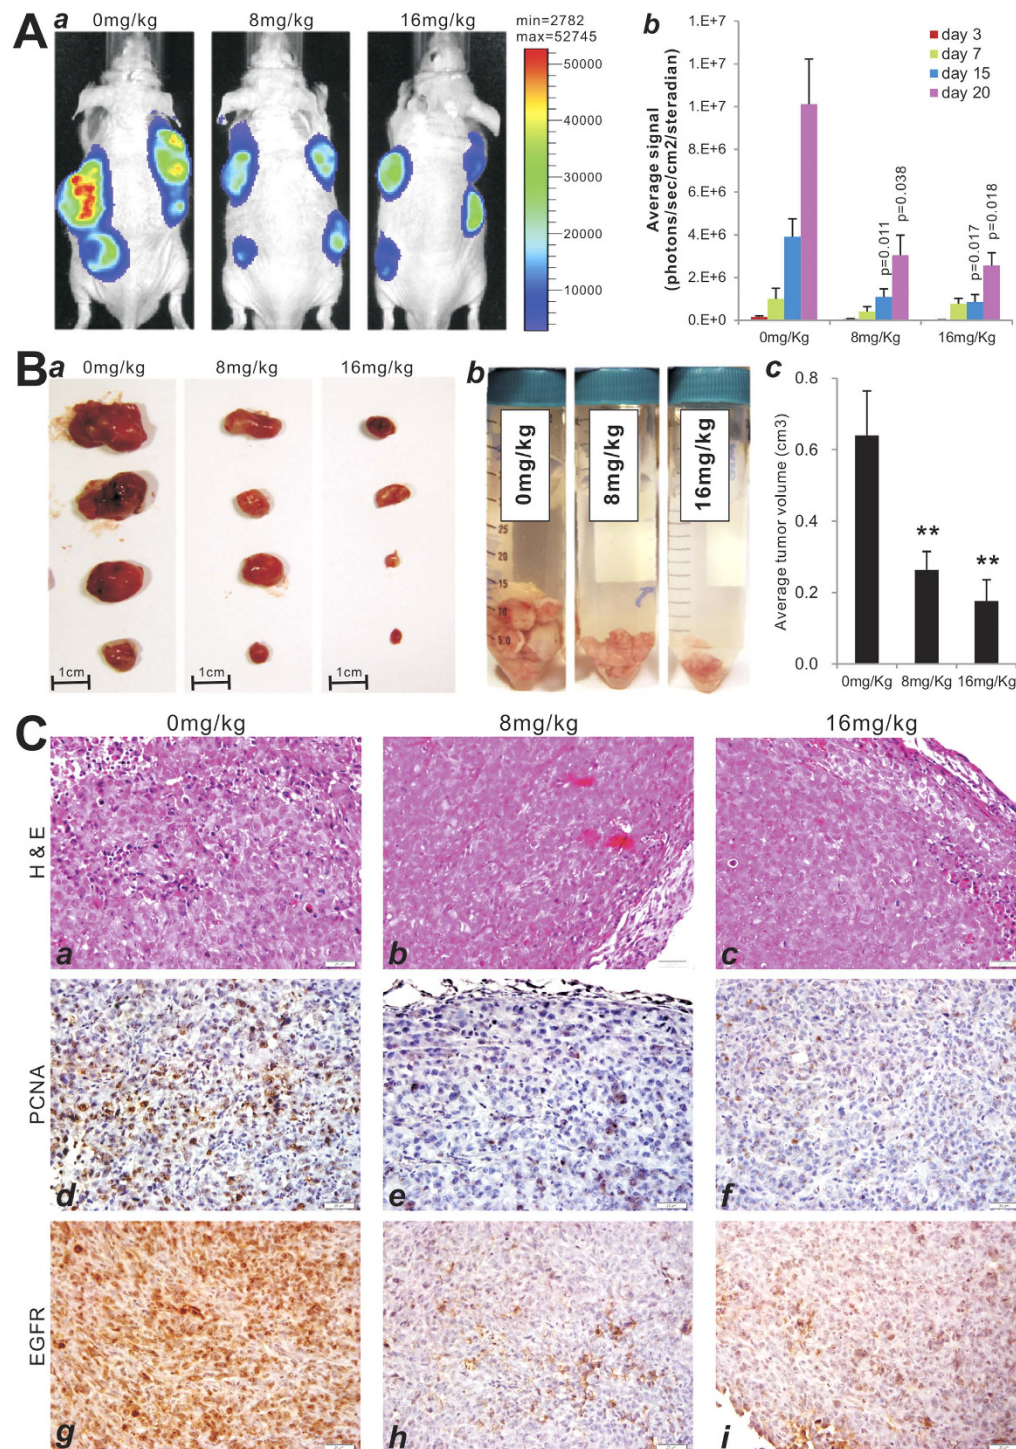 A
a
0mg/kg
8mg/kg
16mg/kg
min=2782
max=52745
50000
40000
30000
20000
10000
b
Average signal
(photons/sec/cm2/steradian)
1.E+7
1.E+7
1.E+7
8.E+6
6.E+6
4.E+6
2.E+6
0.E+0
day 3
day 7
day 15
day 20
p=0.011
p=0.038
p=0.017
p=0.018
0mg/Kg
8mg/Kg
16mg/Kg
B
a
0mg/kg
8mg/kg
16mg/kg
1cm
1cm
1cm
b
0mg/kg
8mg/kg
16mg/kg
25
20
15
10
5.0
c
Average tumor volume (cm3)
0.8
0.6
0.4
0.2
0.0
**
**
0mg/Kg
8mg/Kg
16mg/Kg
C
0mg/kg
8mg/kg
16mg/kg
H & E
a
b
c
PCNA
d
e
f
EGFR
g
h
i